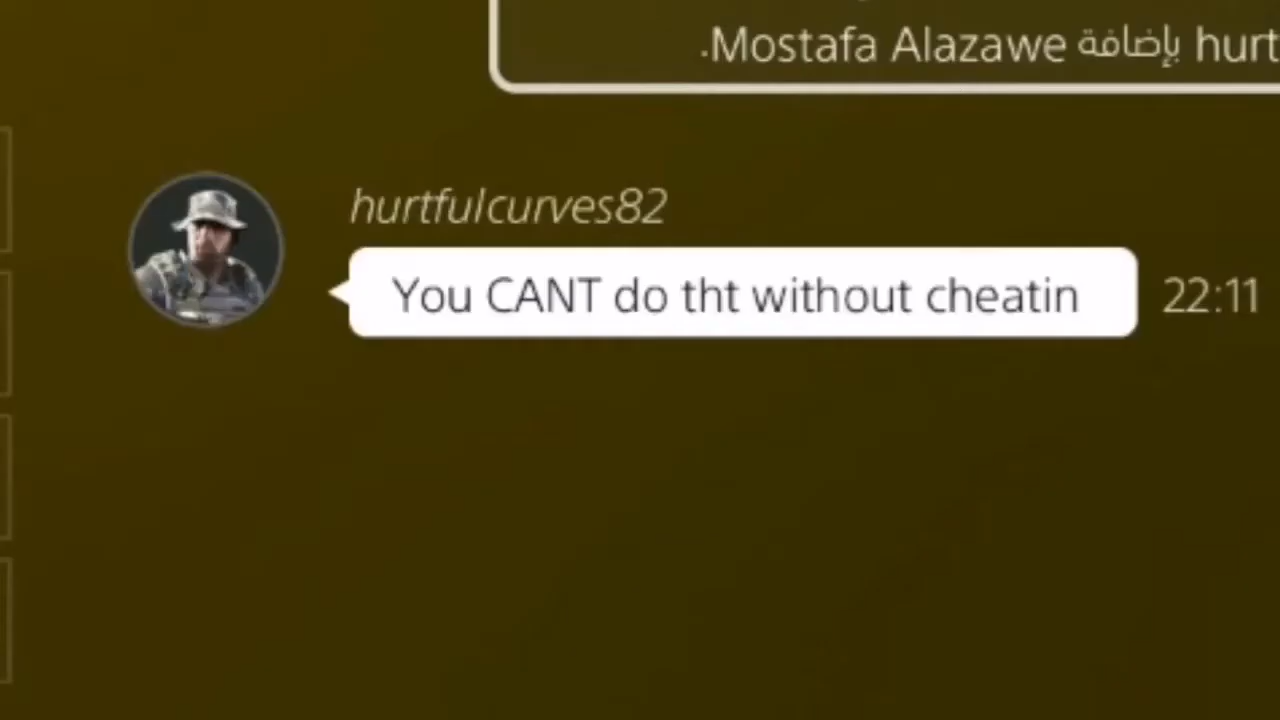 hurt بإضافة Mostafa Alazawe.
hurtfulcurves82
You CANT do tht without cheatin
22:11